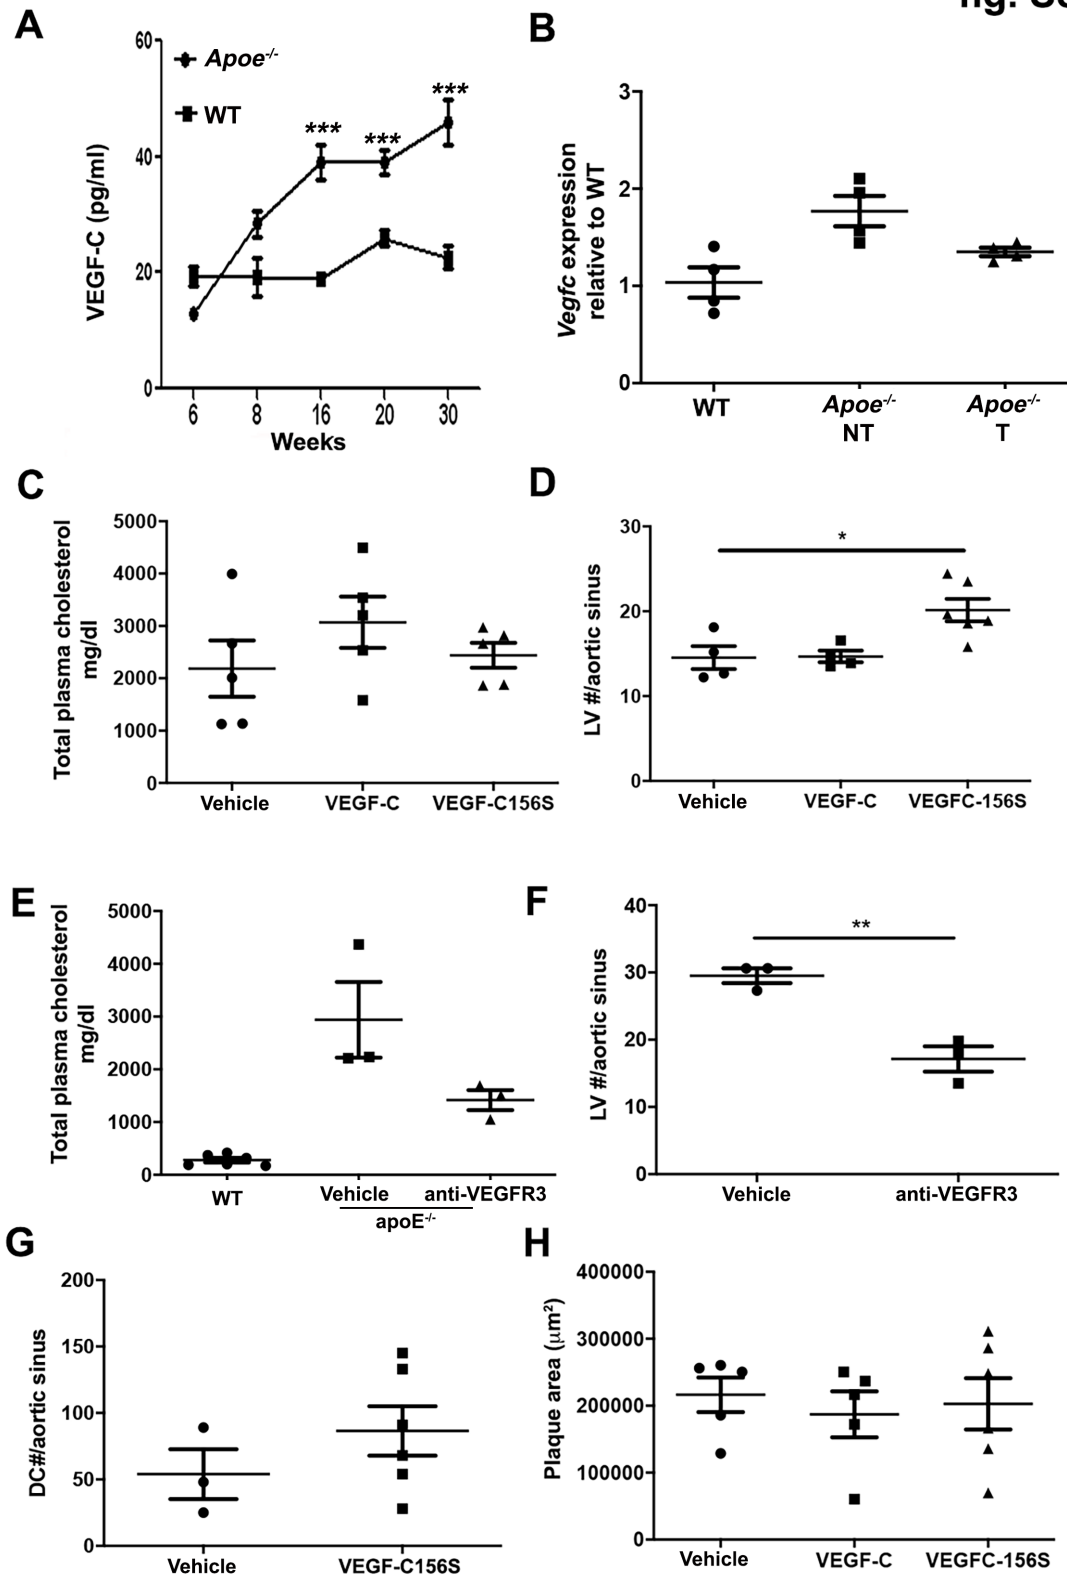 fig. S
A
60
40
20
0
VEGF-C (pg/ml)
Apoe-/-
WT
***
***
***
6 8 16 20 30
Weeks
B
3
2
1
0
Vegfc expression
relative to WT
WT Apoe-/- Apoe-/-
NT T
C
5000
4000
3000
2000
1000
0
Total plasma cholesterol
mg/dl
Vehicle VEGF-C VEGF-C156S
D
30
20
10
0
LV #/aortic sinus
*
Vehicle VEGF-C VEGFC-156S
E
5000
4000
3000
2000
1000
0
Total plasma cholesterol
mg/dl
WT Vehicle anti-VEGFR3
apoE-/-
F
40
30
20
10
0
LV #/aortic sinus
**
Vehicle anti-VEGFR3
G
200
150
100
50
0
DC#/aortic sinus
Vehicle VEGF-C156S
H
400000
300000
200000
100000
0
Plaque area (μm²)
Vehicle VEGF-C VEGFC-156S